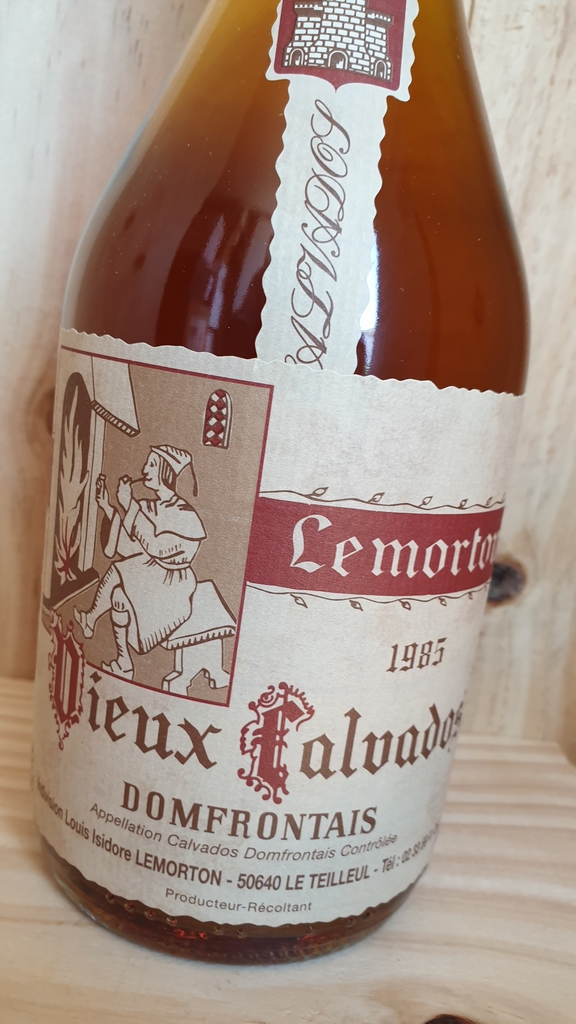 CALVADOS
Lemorton
1985
Vieux Calvados
DOMFRONTAIS
Appellation Calvados Domfrontais Contrôlée
Louis Isidore LEMORTON - 50640 LE TEILLEUL - Tél : 02
Producteur-Récoltant